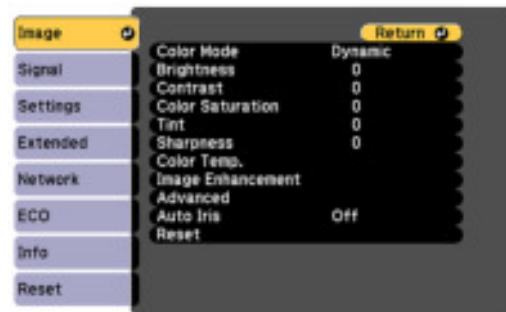 Image
Signal
Settings
Extended
Network
ECO
Info
Reset
Return
Color Mode Dynamic
Brightness 0
Contrast 0
Color Saturation 0
Tint 0
Sharpness 0
Color Temp.
Image Enhancement
Advanced
Auto Iris Off
Reset